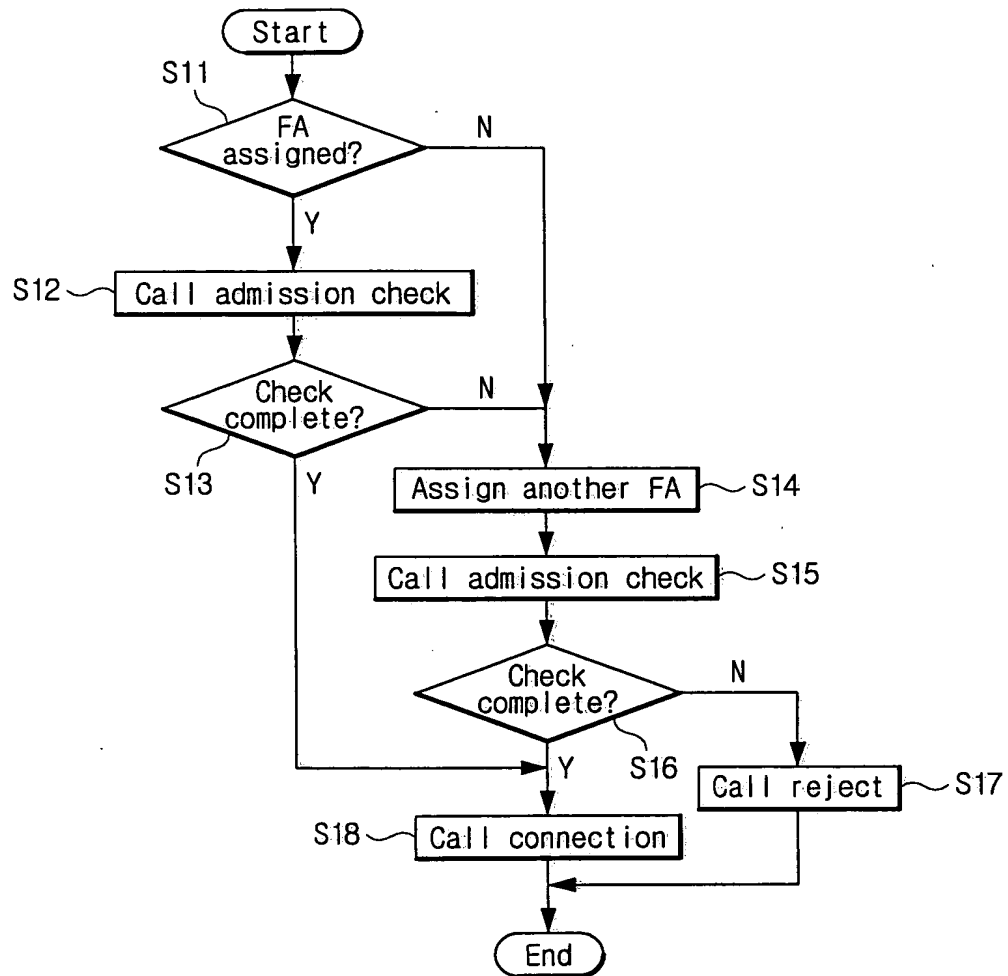 Start
S11
FA
assigned?
N
Y
S12
Call admission check
Check
complete?
N
S13
Y
Assign another FA
S14
Call admission check
S15
Check
complete?
N
S16
Y
Call reject
S17
S18
Call connection
End